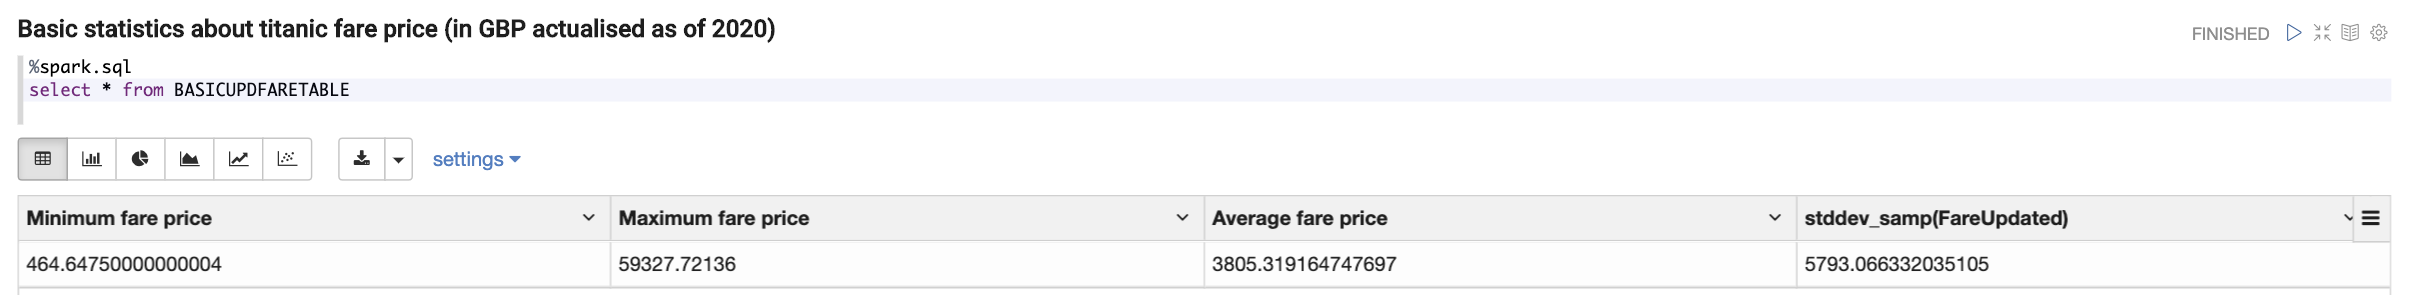 Basic statistics about titanic fare price (in GBP actualised as of 2020)
FINISHED
%spark.sql
select * from BASICUPDFARETABLE
settings
Minimum fare price Maximum fare price Average fare price stddev_samp(FareUpdated)
464.64750000000004 59327.72136 3805.319164747697 5793.066332035105